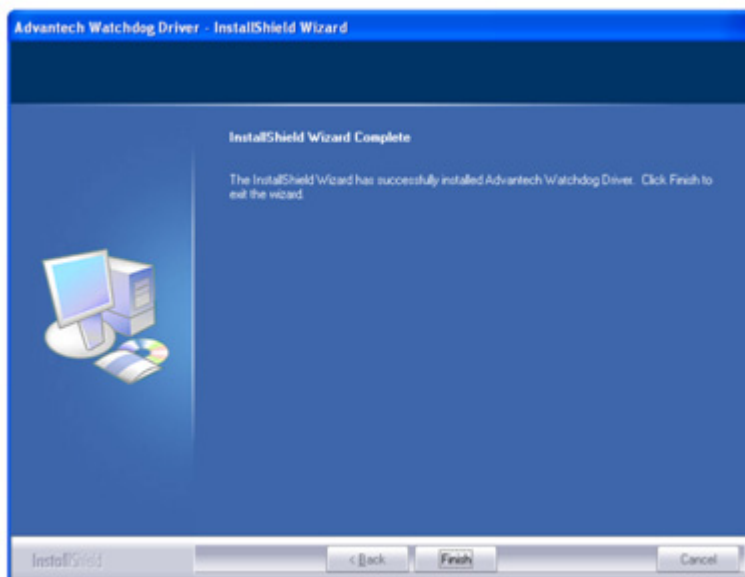 Advantech Watchdog Driver - InstallShield Wizard
InstallShield Wizard Complete
The InstallShield Wizard has successfully installed Advantech Watchdog Driver. Click Finish to
exit the wizard.
InstallShield
< Back
Finish
Cancel